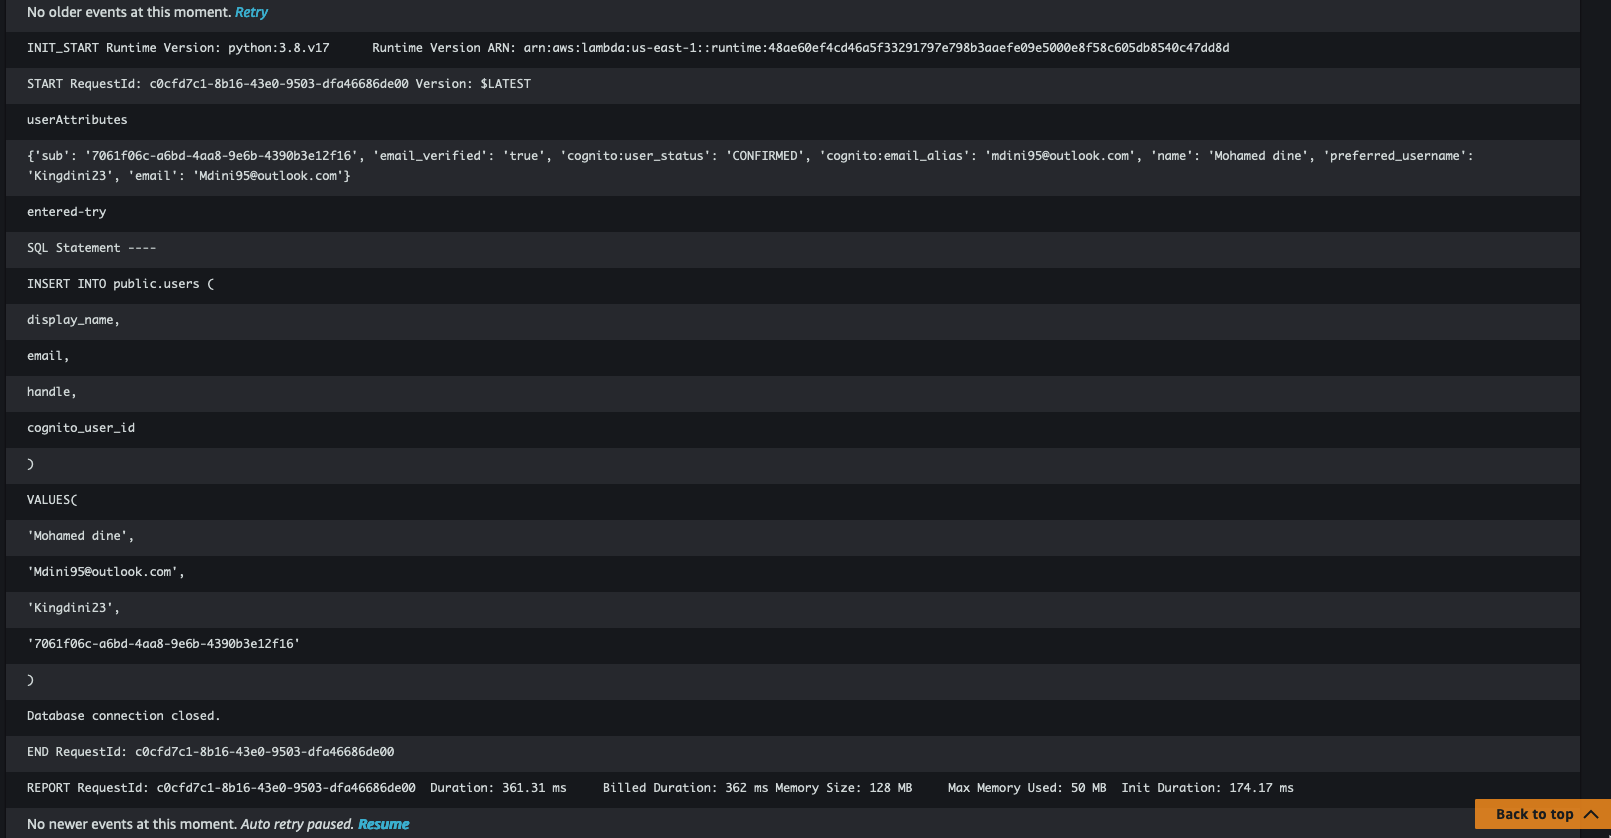 No older events at this moment. Retry
INIT_START Runtime Version: python:3.8.v17 Runtime Version ARN: arn:aws:lambda:us-east-1::runtime:48ae60ef4cd46a5f33291797e798b3aaefe09e5000e8f58c605db8540c47dd8d
START RequestId: c0cfd7c1-8b16-43e0-9503-dfa46686de00 Version: $LATEST
userAttributes
{'sub': '7061f06c-a6bd-4aa8-9e6b-4390b3e12f16', 'email_verified': 'true', 'cognito:user_status': 'CONFIRMED', 'cognito:email_alias': 'mdini95@outlook.com', 'name': 'Mohamed dine', 'preferred_username':
'Kingdini23', 'email': 'Mdini95@outlook.com'}
entered-try
SQL Statement ----
INSERT INTO public.users (
display_name,
email,
handle,
cognito_user_id
)
VALUES(
'Mohamed dine',
'Mdini95@outlook.com',
'Kingdini23',
'7061f06c-a6bd-4aa8-9e6b-4390b3e12f16'
)
Database connection closed.
END RequestId: c0cfd7c1-8b16-43e0-9503-dfa46686de00
REPORT RequestId: c0cfd7c1-8b16-43e0-9503-dfa46686de00 Duration: 361.31 ms Billed Duration: 362 ms Memory Size: 128 MB Max Memory Used: 50 MB Init Duration: 174.17 ms
Back to top
No newer events at this moment. Auto retry paused. Resume